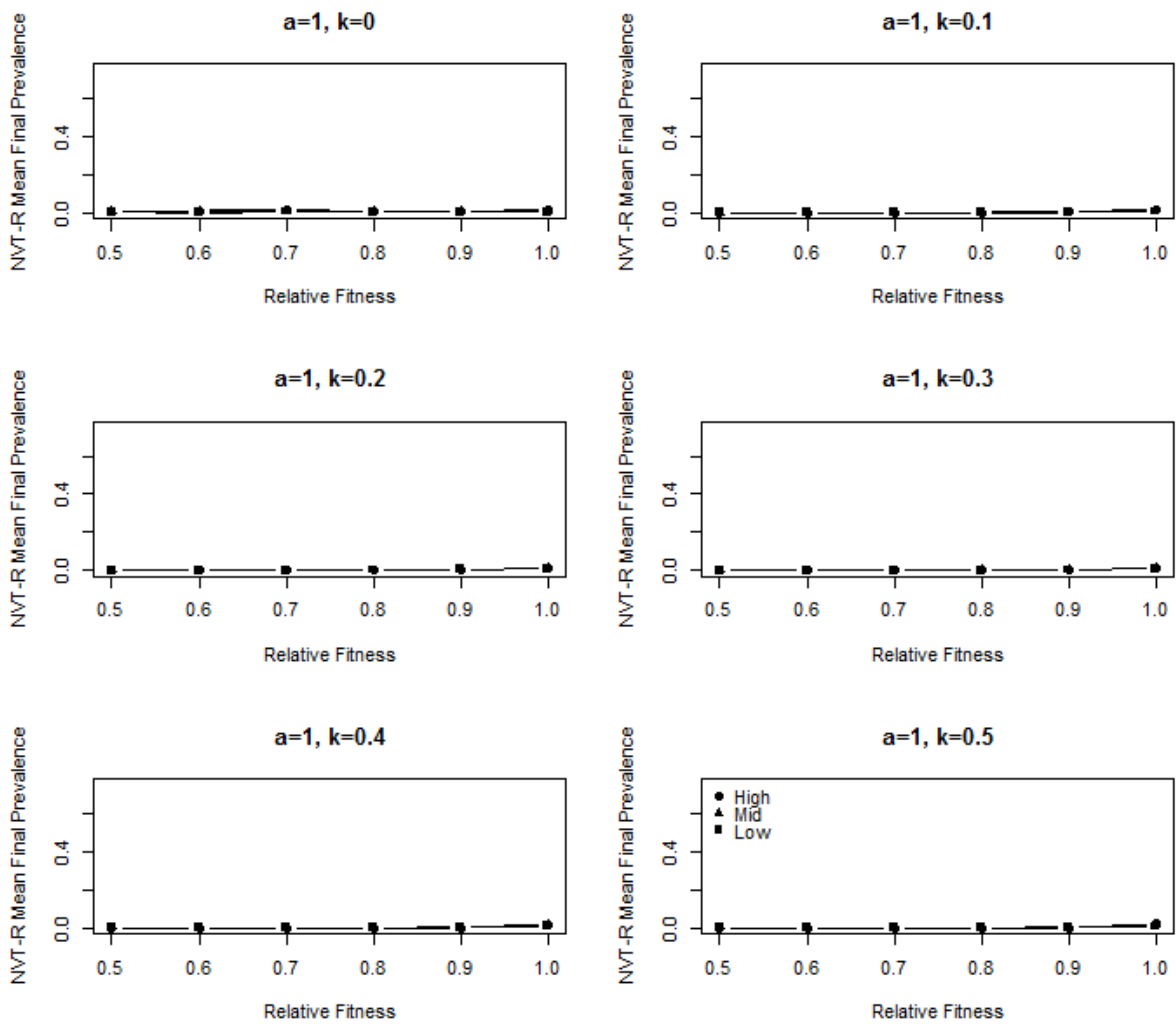 a=1, k=0
NVT-R Mean Final Prevalence
0.4
0.0
0.5 0.6 0.7 0.8 0.9 1.0
Relative Fitness
a=1, k=0.1
NVT-R Mean Final Prevalence
0.4
0.0
0.5 0.6 0.7 0.8 0.9 1.0
Relative Fitness
a=1, k=0.2
NVT-R Mean Final Prevalence
0.4
0.0
0.5 0.6 0.7 0.8 0.9 1.0
Relative Fitness
a=1, k=0.3
NVT-R Mean Final Prevalence
0.4
0.0
0.5 0.6 0.7 0.8 0.9 1.0
Relative Fitness
a=1, k=0.4
NVT-R Mean Final Prevalence
0.4
0.0
0.5 0.6 0.7 0.8 0.9 1.0
Relative Fitness
a=1, k=0.5
NVT-R Mean Final Prevalence
High
Mid
Low
0.4
0.0
0.5 0.6 0.7 0.8 0.9 1.0
Relative Fitness